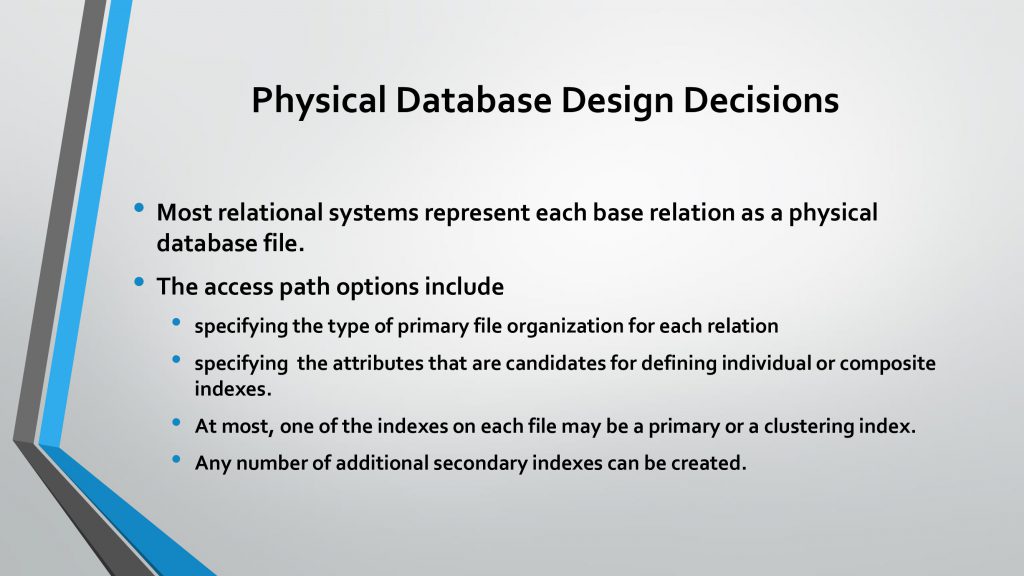 Physical Database Design Decisions
• Most relational systems represent each base relation as a physical
database file.
• The access path options include
• specifying the type of primary file organization for each relation
• specifying  the attributes that are candidates for defining individual or composite
indexes.
• At most, one of the indexes on each file may be a primary or a clustering index.
• Any number of additional secondary indexes can be created.